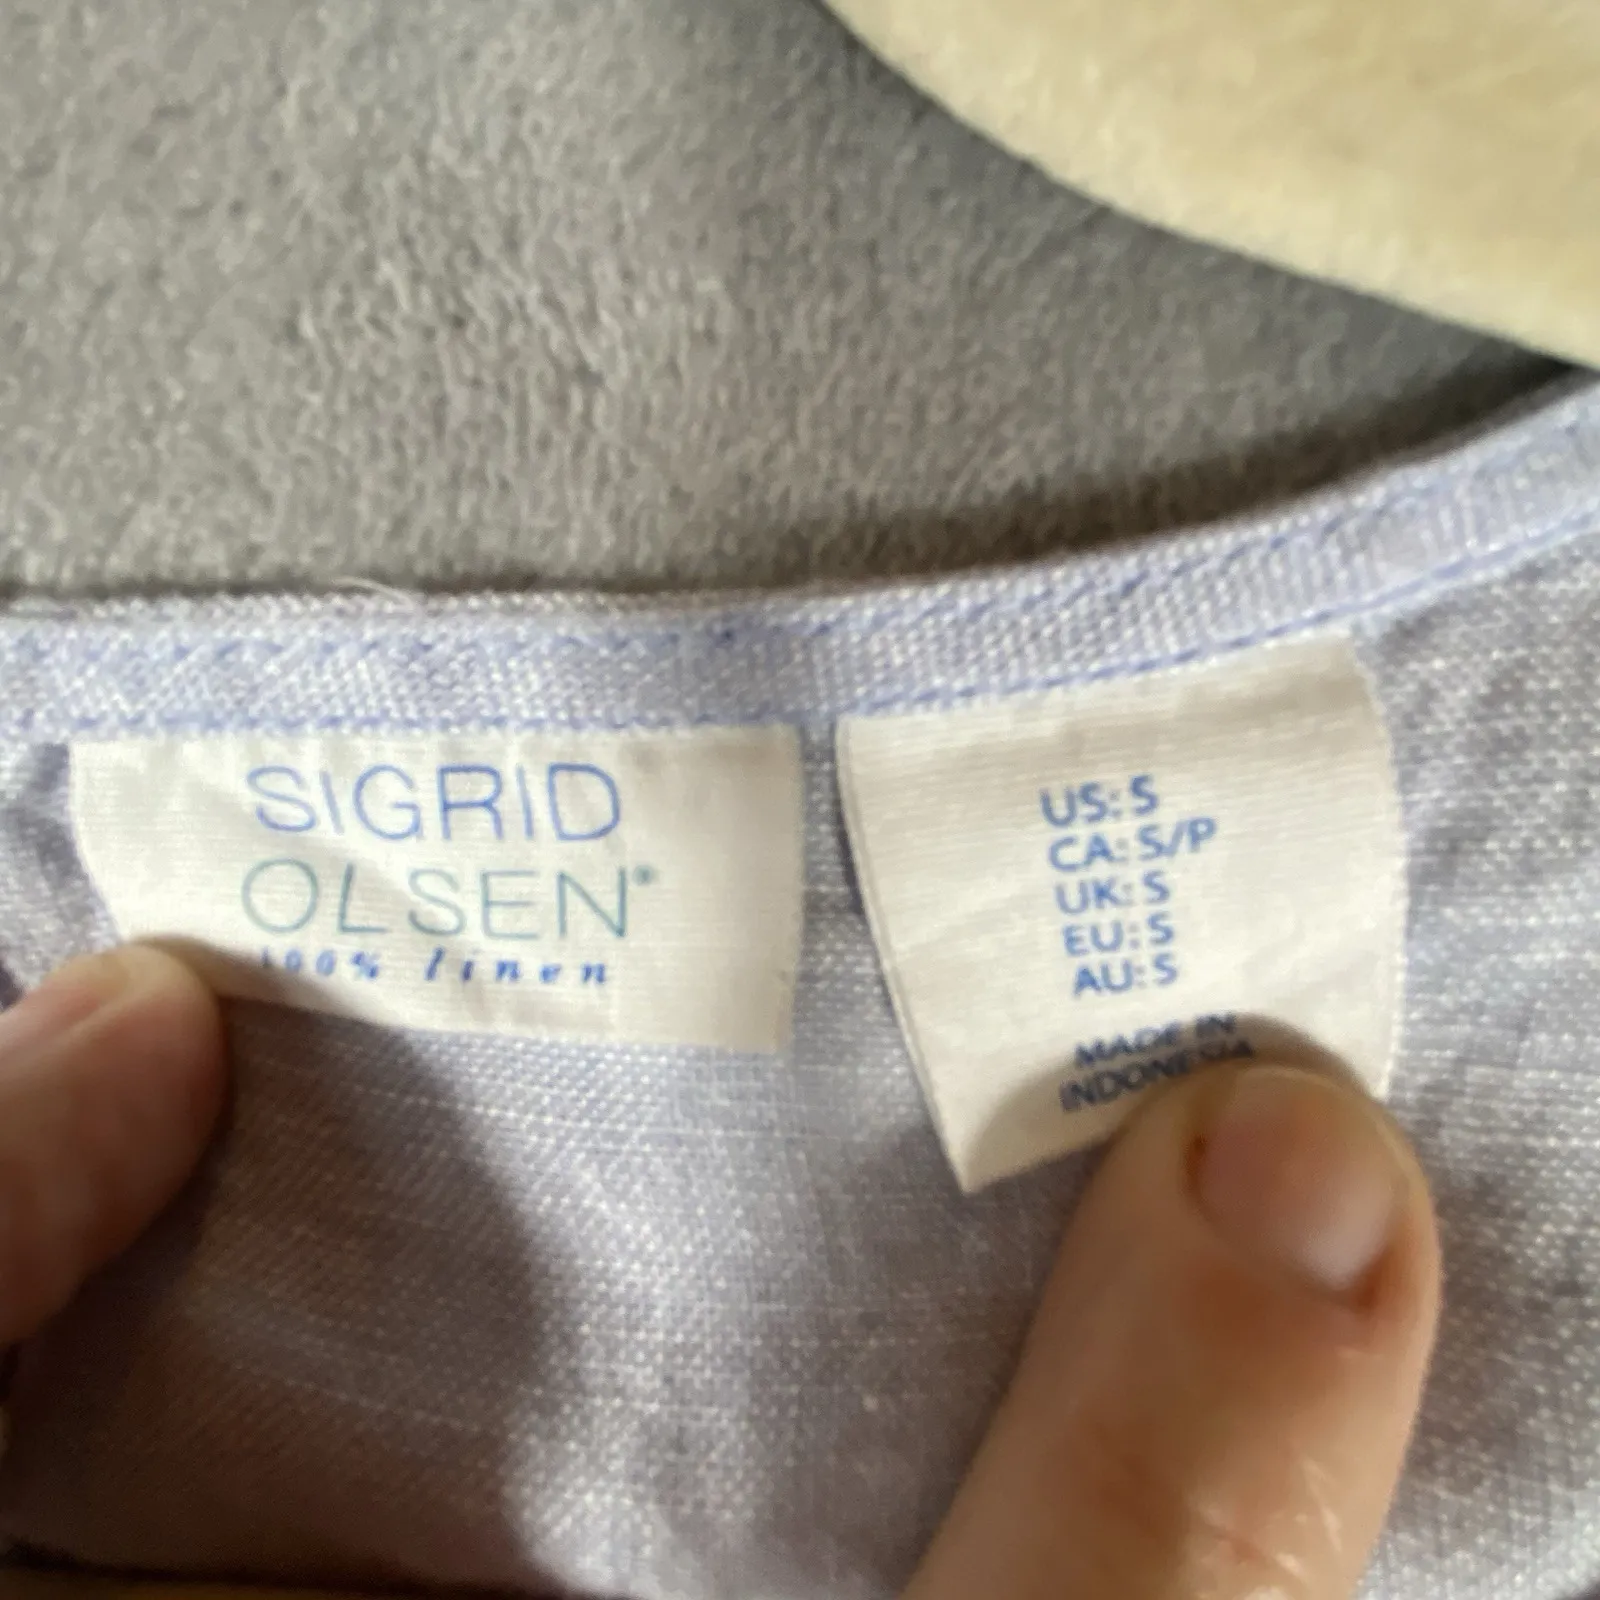 SIGRID
OLSEN®
100% linen
US: S
CA: S/P
UK: S
EU: S
AU: S
MADE IN
INDONESIA